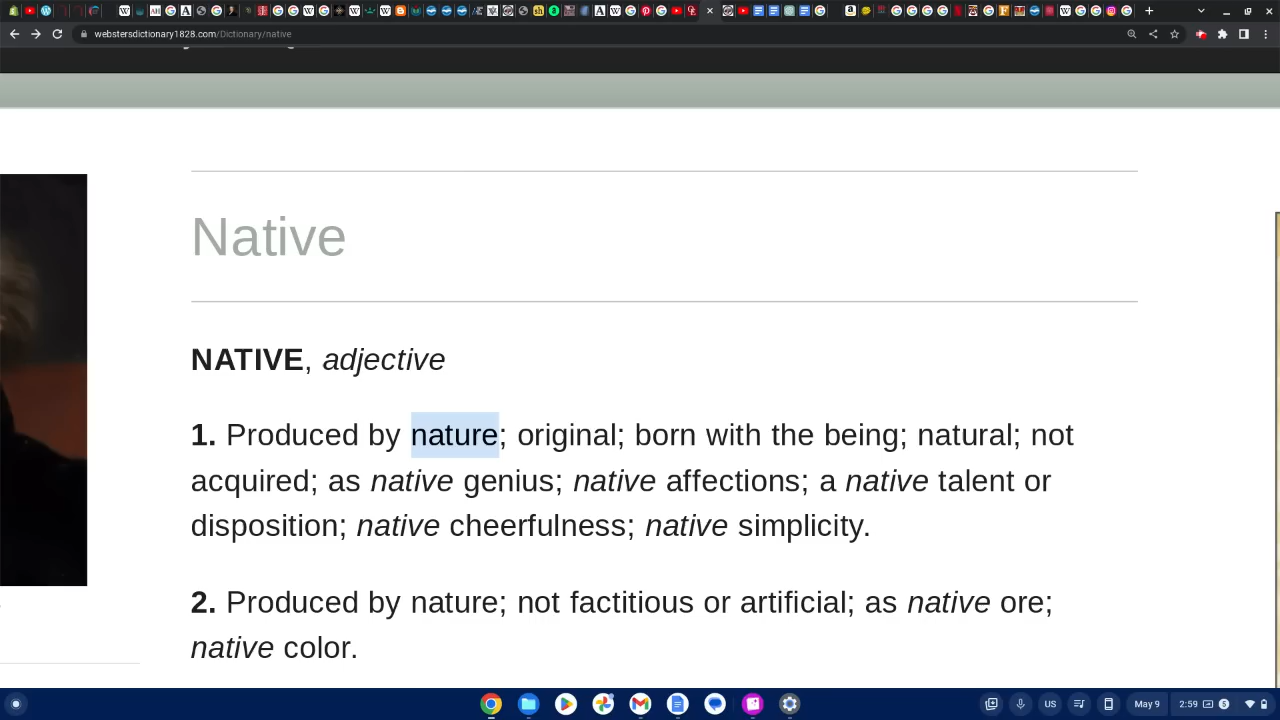 webstersdictionary1828.com/Dictionary/native
Native
NATIVE, adjective
1. Produced by nature; original; born with the being; natural; not
acquired; as native genius; native affections; a native talent or
disposition; native cheerfulness; native simplicity.
2. Produced by nature; not factitious or artificial; as native ore;
native color.
US
May 9
2:59
5